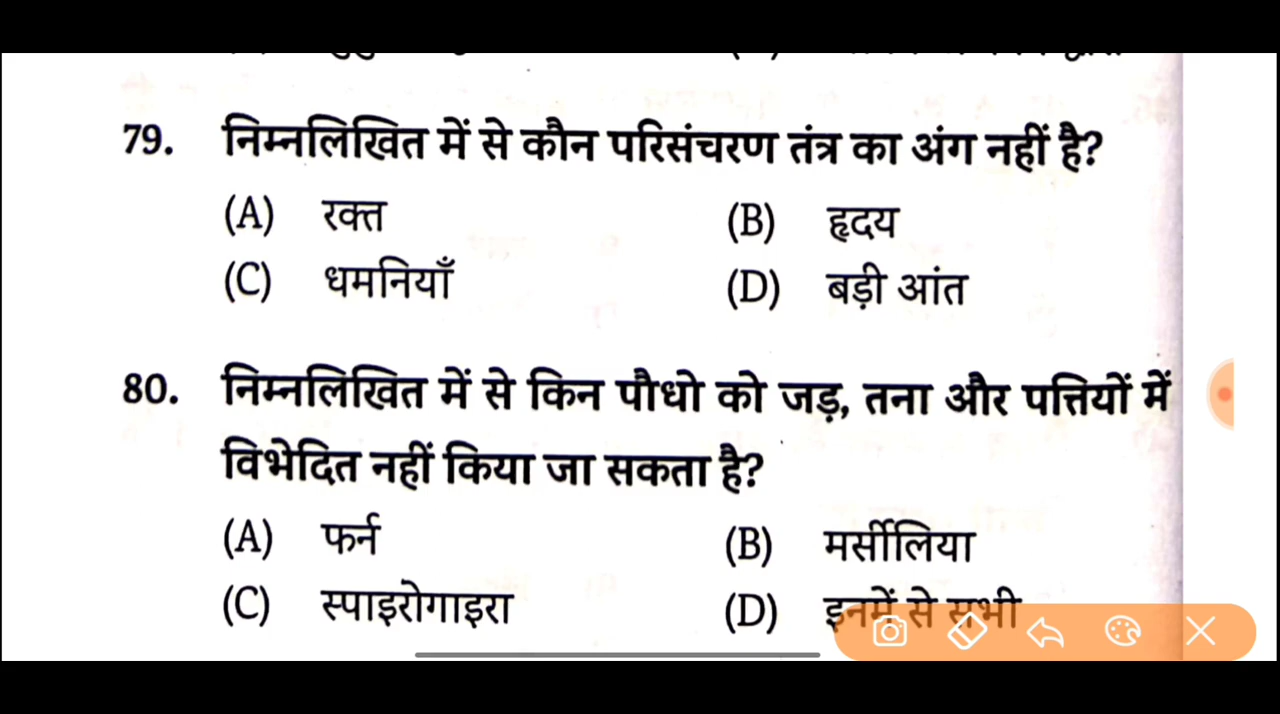 79. निम्नलिखित में से कौन परिसंचरण तंत्र का अंग नहीं है?
(A) रक्त (B) हृदय
(C) धमनियाँ (D) बड़ी आंत
80. निम्नलिखित में से किन पौधो को जड़, तना और पत्तियों में
विभेदित नहीं किया जा सकता है?
(A) फर्न (B) मर्सीलिया
(C) स्पाइरोगाइरा (D) इनमें से सभी